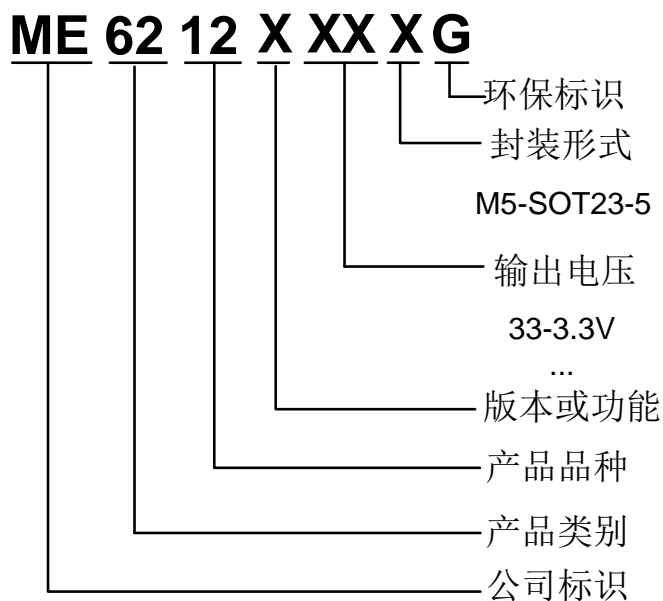 ME 62 12 X XX X G
环保标识
封装形式
M5-SOT23-5
输出电压
33-3.3V
...
版本或功能
产品品种
产品类别
公司标识